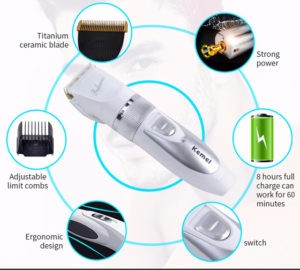 Titanium
ceramic blade
Strong
power
Kemei
Adjustable
limit combs
8 hours full
charge can
work for 60
minutes
Ergonomic
design
switch